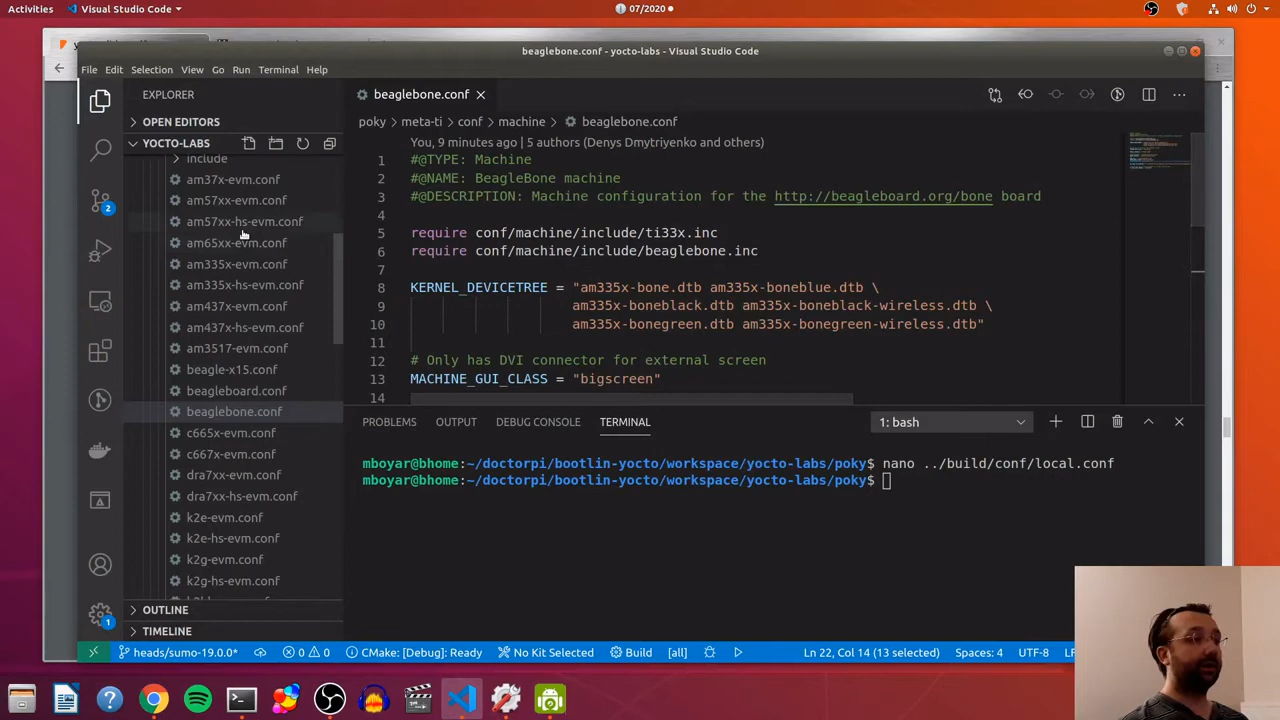 Activities
Visual Studio Code
07/2020
beaglebone.conf - yocto-labs - Visual Studio Code
File Edit Selection View Go Run Terminal Help
EXPLORER
beaglebone.conf
OPEN EDITORS
poky > meta-ti > conf > machine > beaglebone.conf
YOCTO-LABS
You, 9 minutes ago | 5 authors (Denys Dmytriyenko and others)
include
am37x-evm.conf
am57xx-evm.conf
am57xx-hs-evm.conf
am65xx-evm.conf
am335x-evm.conf
am335x-hs-evm.conf
am437x-evm.conf
am437x-hs-evm.conf
am3517-evm.conf
beagle-x15.conf
beagleboard.conf
beaglebone.conf
c665x-evm.conf
c667x-evm.conf
dra7xx-evm.conf
dra7xx-hs-evm.conf
k2e-evm.conf
k2e-hs-evm.conf
k2g-evm.conf
k2g-hs-evm.conf
OUTLINE
TIMELINE
1 #@TYPE: Machine
2 #@NAME: BeagleBone machine
3 #@DESCRIPTION: Machine configuration for the http://beagleboard.org/bone board
4
5 require conf/machine/include/ti33x.inc
6 require conf/machine/include/beaglebone.inc
7
8 KERNEL_DEVICETREE = "am335x-bone.dtb am335x-boneblue.dtb \
9 am335x-boneblack.dtb am335x-boneblack-wireless.dtb \
10 am335x-bonegreen.dtb am335x-bonegreen-wireless.dtb"
11
12 # Only has DVI connector for external screen
13 MACHINE_GUI_CLASS = "bigscreen"
14
PROBLEMS OUTPUT DEBUG CONSOLE TERMINAL 1: bash
mboyar@bhome:~/doctorpi/bootlin-yocto/workspace/yocto-labs/poky$ nano ../build/conf/local.conf
mboyar@bhome:~/doctorpi/bootlin-yocto/workspace/yocto-labs/poky$
2
1
heads/sumo-19.0.0* 0 0 CMake: [Debug]: Ready No Kit Selected Build [all] Ln 22, Col 14 (13 selected) Spaces: 4 UTF-8